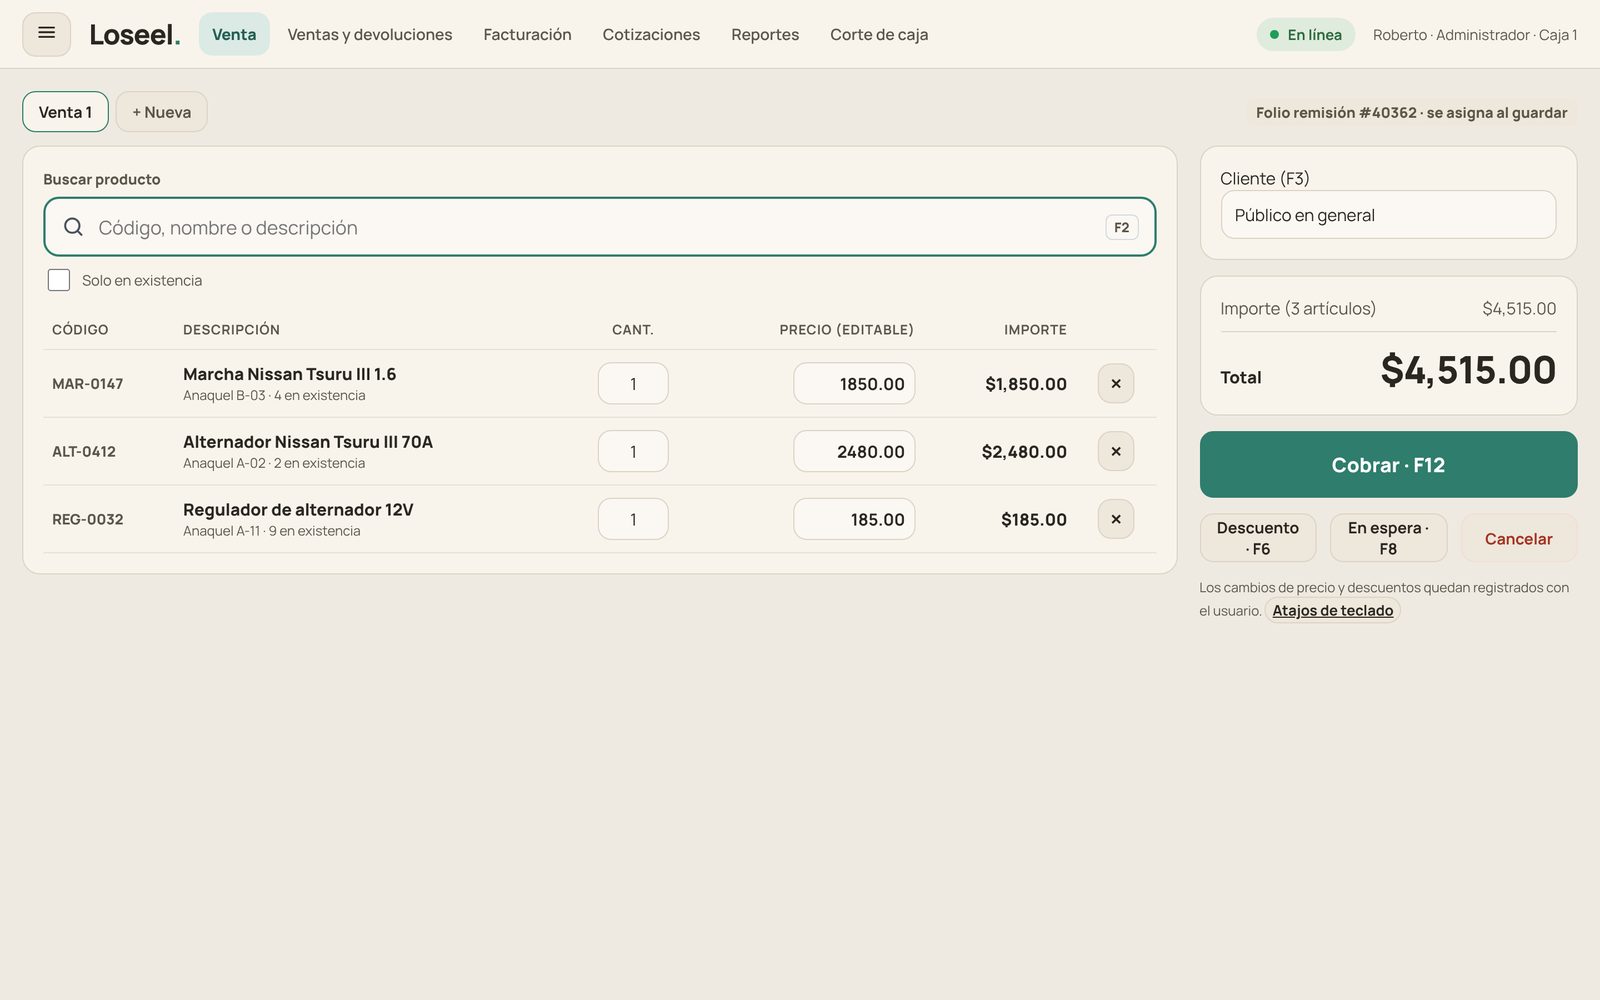 Loseel.
Venta
Ventas y devoluciones
Facturación
Cotizaciones
Reportes
Corte de caja
En línea
Roberto · Administrador · Caja 1
Venta 1
+ Nueva
Folio remisión #40362 · se asigna al guardar
Buscar producto
Código, nombre o descripción
F2
Solo en existencia
CÓDIGO DESCRIPCIÓN CANT. PRECIO (EDITABLE) IMPORTE
MAR-0147 Marcha Nissan Tsuru III 1.6 1 1850.00 $1,850.00 ×
Anaquel B-03 · 4 en existencia
ALT-0412 Alternador Nissan Tsuru III 70A 1 2480.00 $2,480.00 ×
Anaquel A-02 · 2 en existencia
REG-0032 Regulador de alternador 12V 1 185.00 $185.00 ×
Anaquel A-11 · 9 en existencia
Cliente (F3)
Público en general
Importe (3 artículos) $4,515.00
Total $4,515.00
Cobrar · F12
Descuento
· F6
En espera ·
F8
Cancelar
Los cambios de precio y descuentos quedan registrados con
el usuario. Atajos de teclado